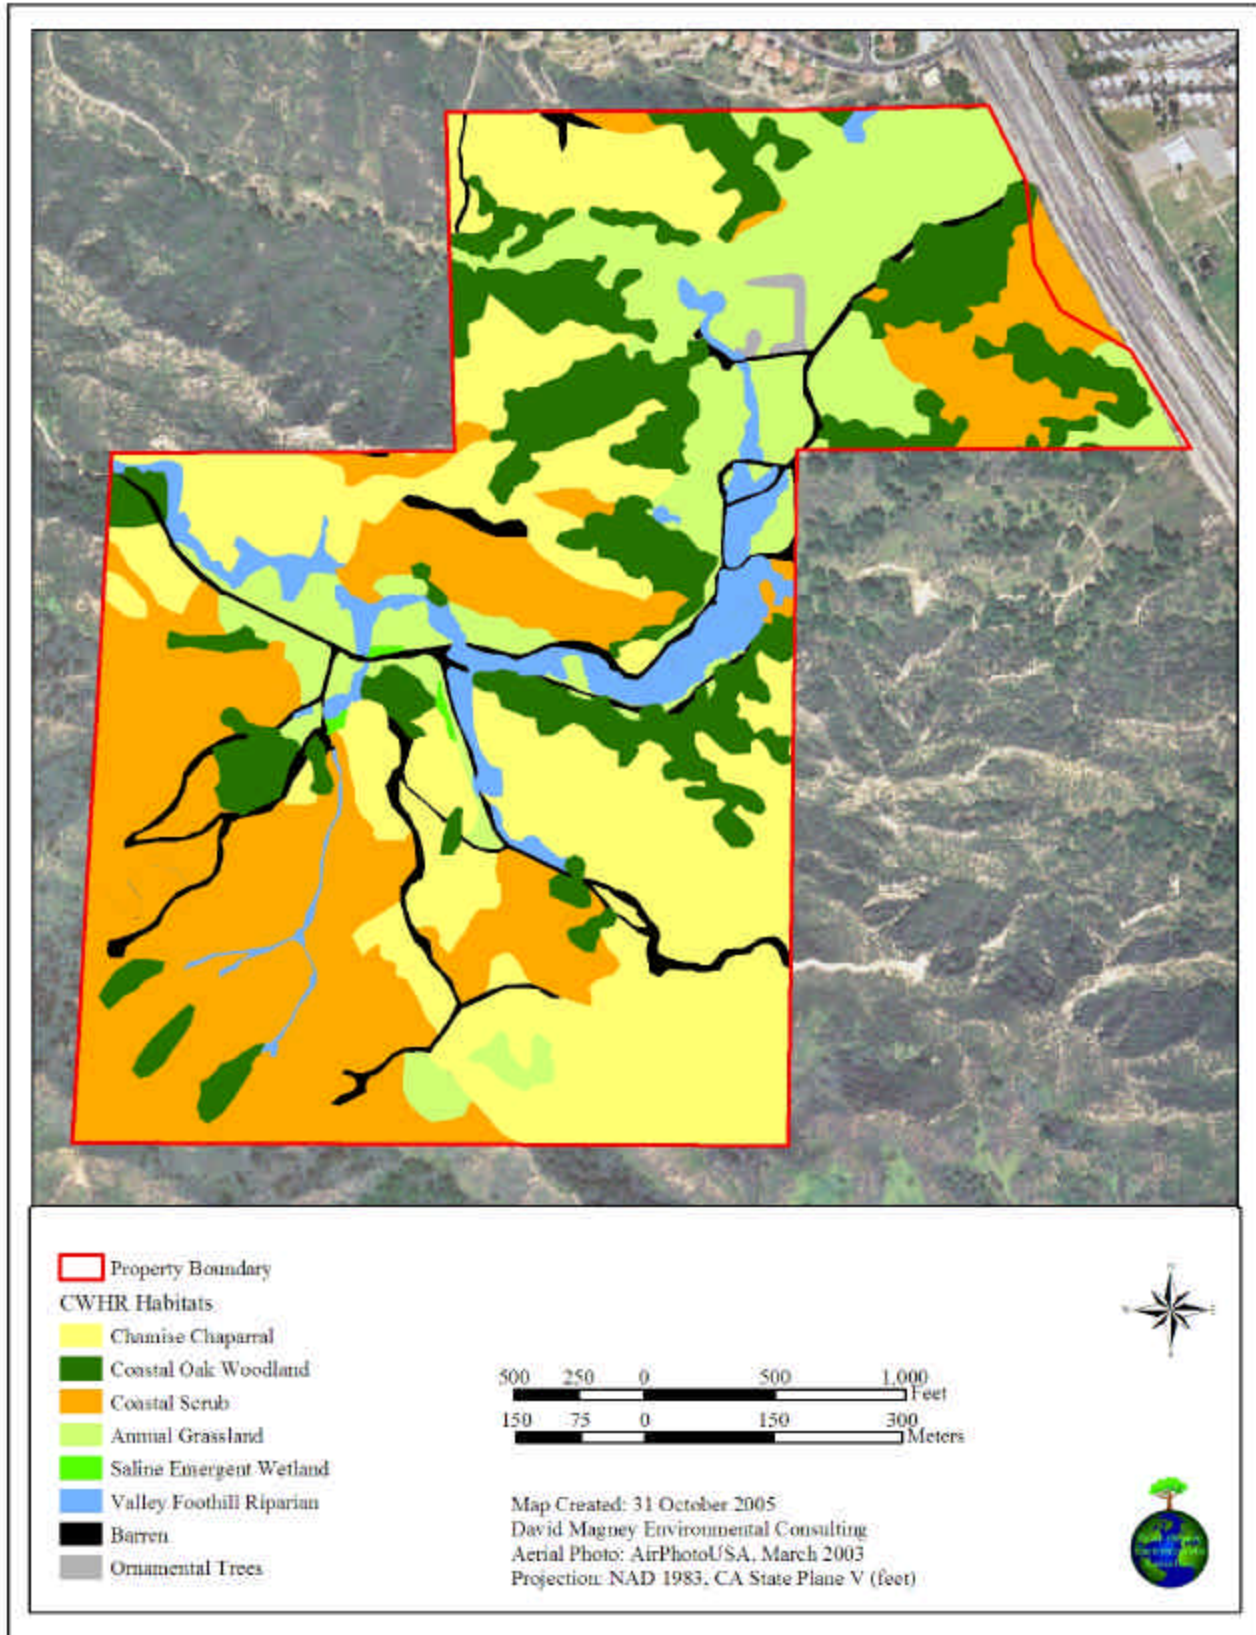 Property Boundary
CWHR Habitats
Chamise Chaparral
Coastal Oak Woodland
Coastal Scrub
Annual Grassland
Saline Emergent Wetland
Valley Foothill Riparian
Barren
Ornamental Trees
500 250 0 500 1,000
Feet
150 75 0 150 300
Meters
Map Created: 31 October 2005
David Magney Environmental Consulting
Aerial Photo: AirPhotoUSA, March 2003
Projection: NAD 1983, CA State Plane V (feet)